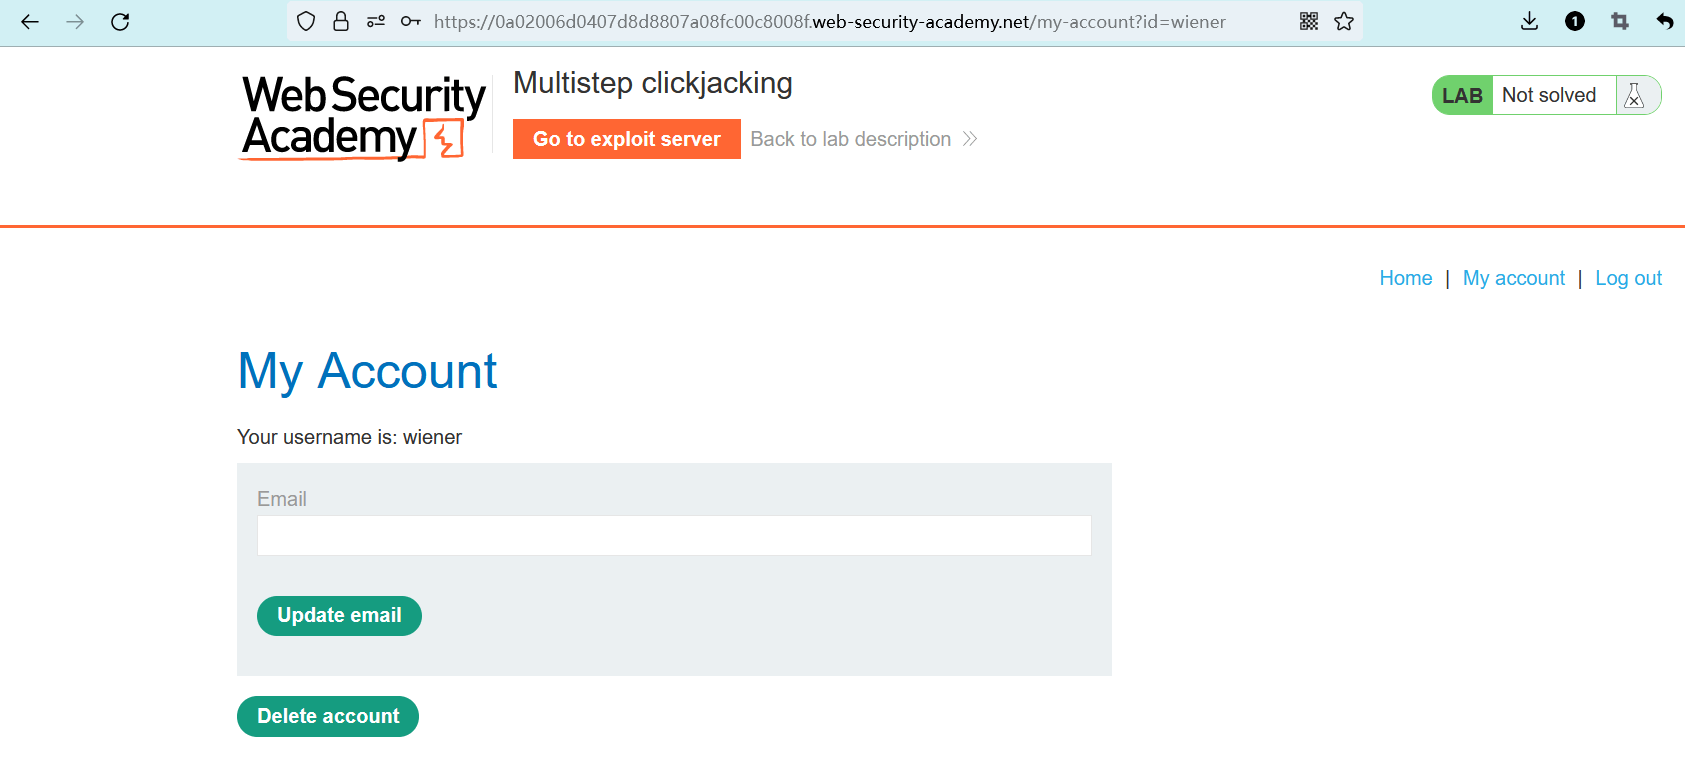 https://0a02006d0407d8d8807a08fc00c8008f.web-security-academy.net/my-account?id=wiener
1
Web Security
Academy
Multistep clickjacking
Go to exploit server
Back to lab description
LAB
Not solved
Home | My account | Log out
My Account
Your username is: wiener
Email
Update email
Delete account